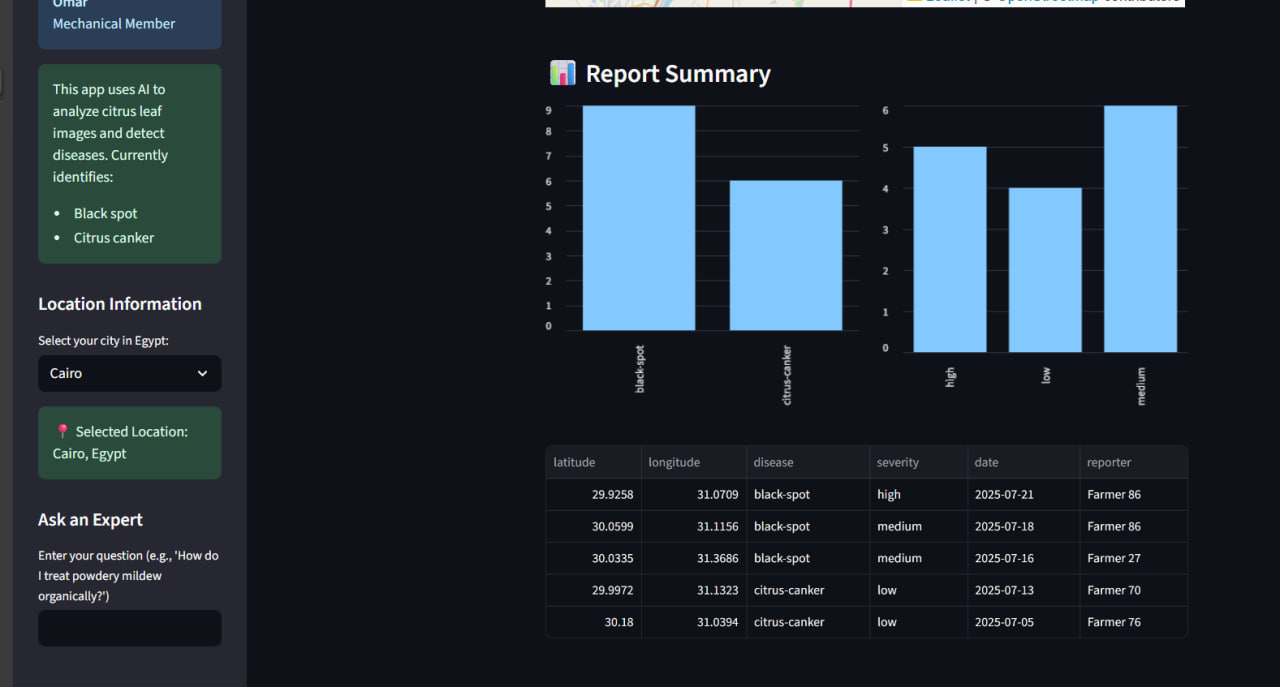 Omar
Mechanical Member
This app uses AI to
analyze citrus leaf
images and detect
diseases. Currently
identifies:
• Black spot
• Citrus canker
Location Information
Select your city in Egypt:
Cairo
📍 Selected Location:
Cairo, Egypt
Ask an Expert
Enter your question (e.g., 'How do
I treat powdery mildew
organically?')
Leaflet | © OpenStreetMap contributors
📊 Report Summary
9
8
7
6
5
4
3
2
1
0
black-spot
citrus-canker
6
5
4
3
2
1
0
high
low
medium
latitude longitude disease severity date reporter
29.9258 31.0709 black-spot high 2025-07-21 Farmer 86
30.0599 31.1156 black-spot medium 2025-07-18 Farmer 86
30.0335 31.3686 black-spot medium 2025-07-16 Farmer 27
29.9972 31.1323 citrus-canker low 2025-07-13 Farmer 70
30.18 31.0394 citrus-canker low 2025-07-05 Farmer 76